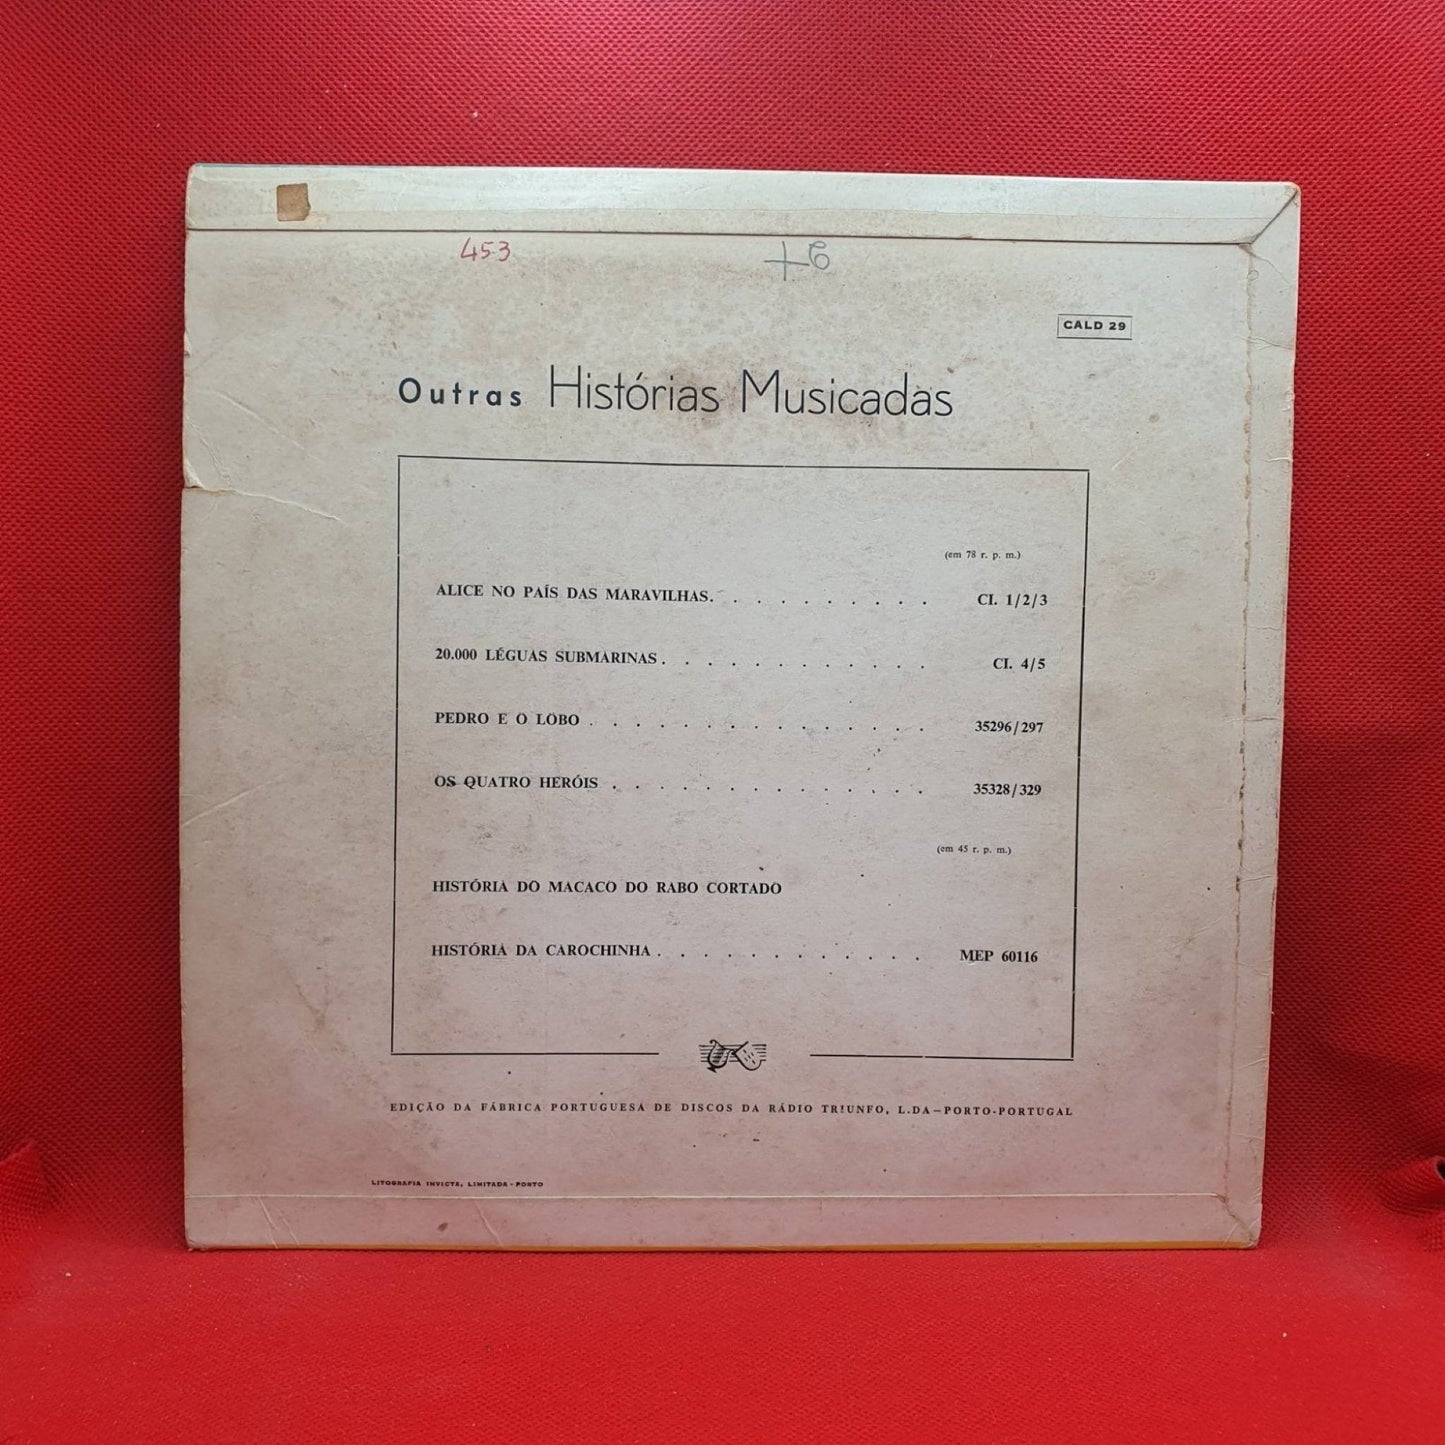 453
CALD 29
Outras Histórias Musicadas
(em 78 r. p. m.)
ALICE NO PAÍS DAS MARAVILHAS. . . . . . . . . . CI. 1/2/3
20.000 LÉGUAS SUBMARINAS. . . . . . . . . . . . CI. 4/5
PEDRO E O LOBO . . . . . . . . . . . . . . . 35296/297
OS QUATRO HERÓIS . . . . . . . . . . . . . . 35328/329
(em 45 r. p. m.)
HISTÓRIA DO MACACO DO RABO CORTADO
HISTÓRIA DA CAROCHINHA . . . . . . . . . . . . MEP 60116
EDIÇÃO DA FÁBRICA PORTUGUESA DE DISCOS DA RÁDIO TRIUNFO, L.DA–PORTO-PORTUGAL
LITOGRAFIA INVICTA, LIMITADA - PORTO